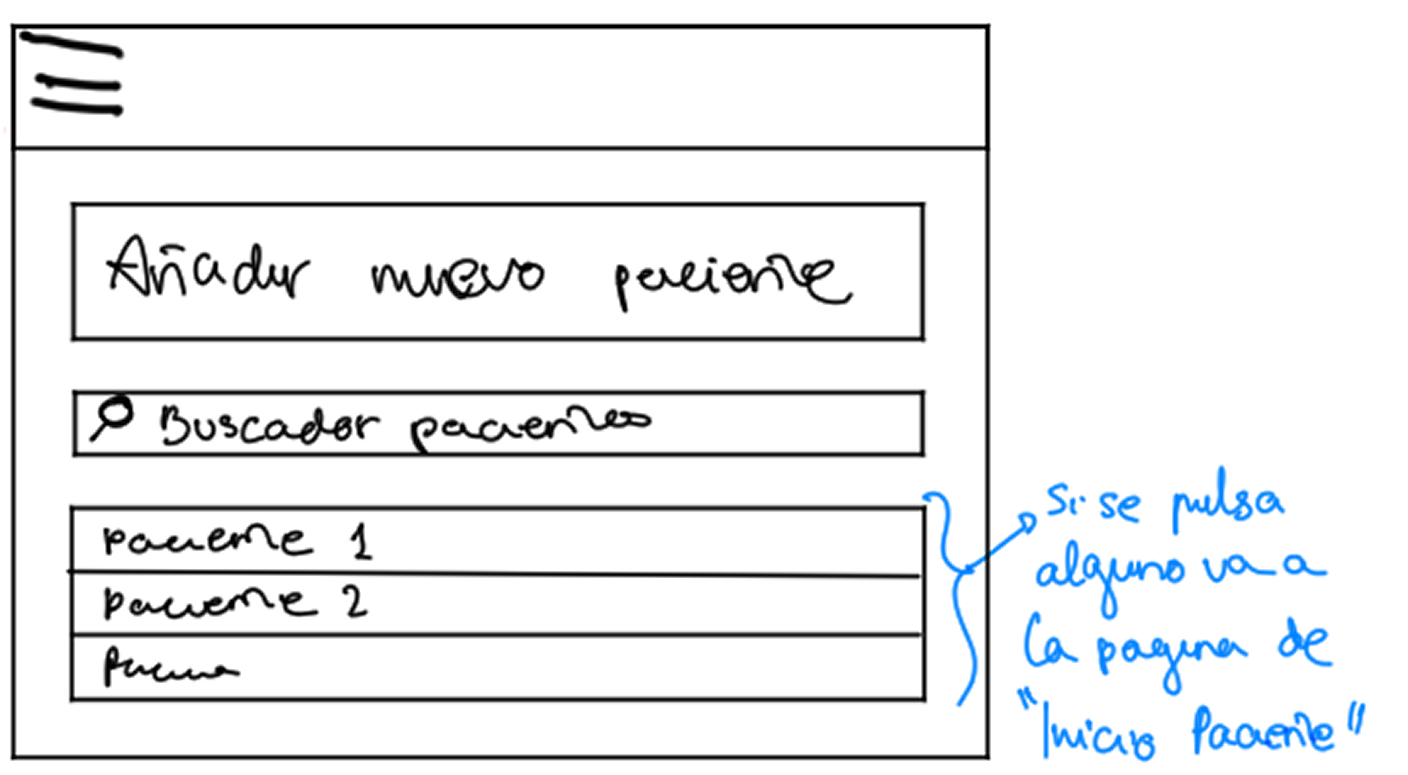 Añadir nuevo paciente
Buscador pacientes
paciente 1
paciente 2
si se pulsa
alguno va a
la pagina de
"Inicio Paciente"